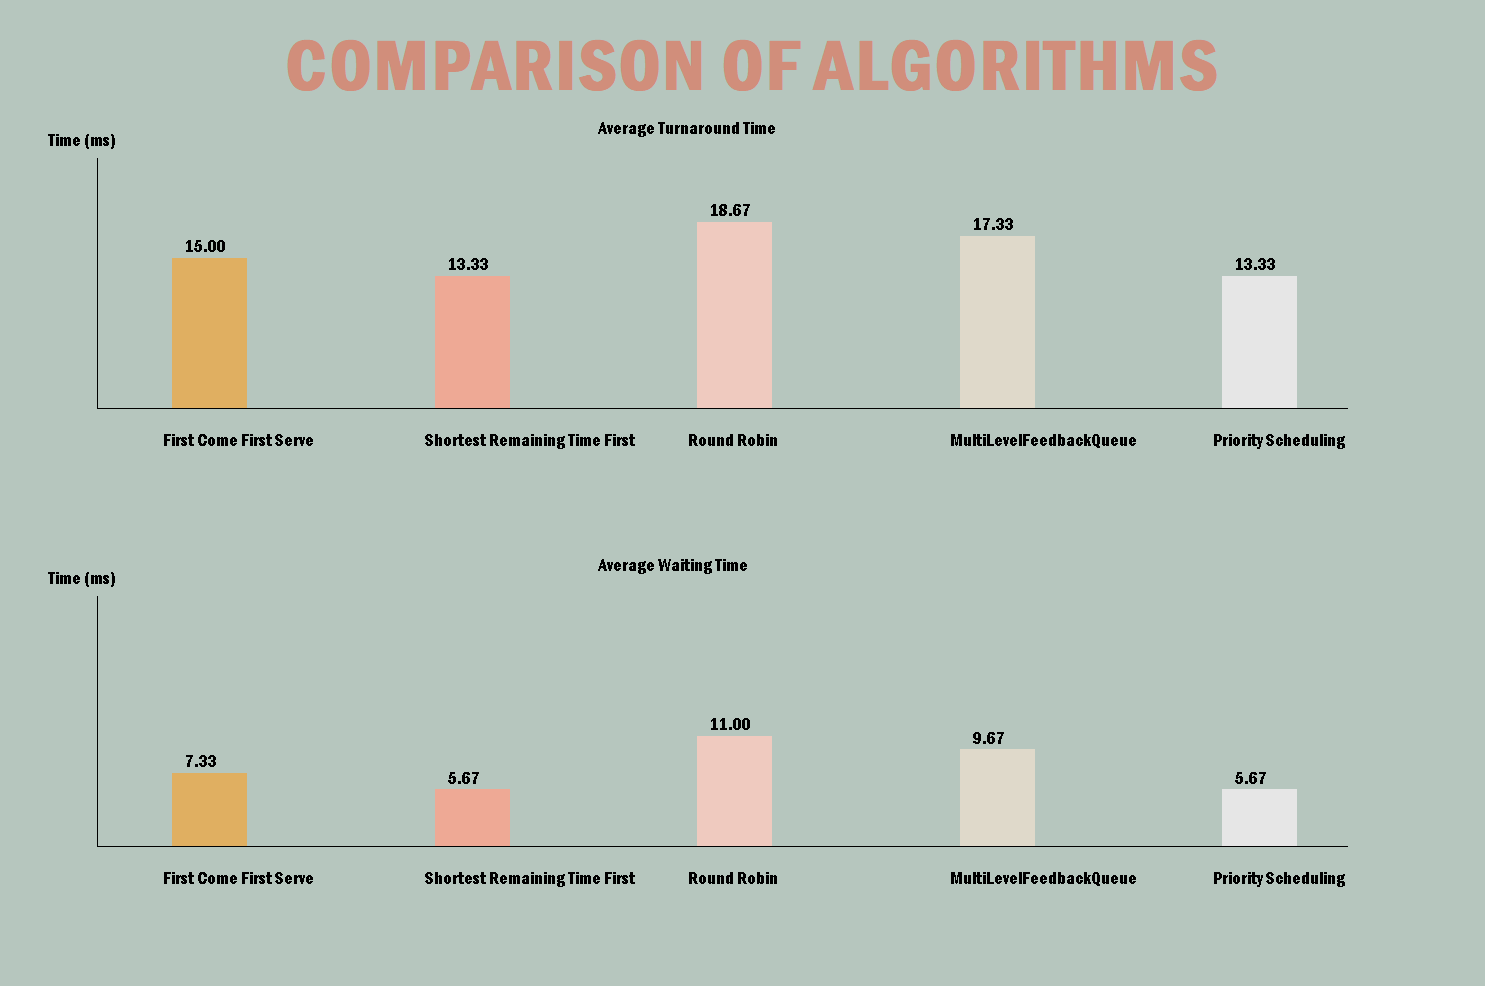 COMPARISON OF ALGORITHMS
Average Turnaround Time
Time (ms)
15.00
13.33
18.67
17.33
13.33
First Come First Serve
Shortest Remaining Time First
Round Robin
MultiLevelFeedbackQueue
Priority Scheduling
Average Waiting Time
Time (ms)
7.33
5.67
11.00
9.67
5.67
First Come First Serve
Shortest Remaining Time First
Round Robin
MultiLevelFeedbackQueue
Priority Scheduling